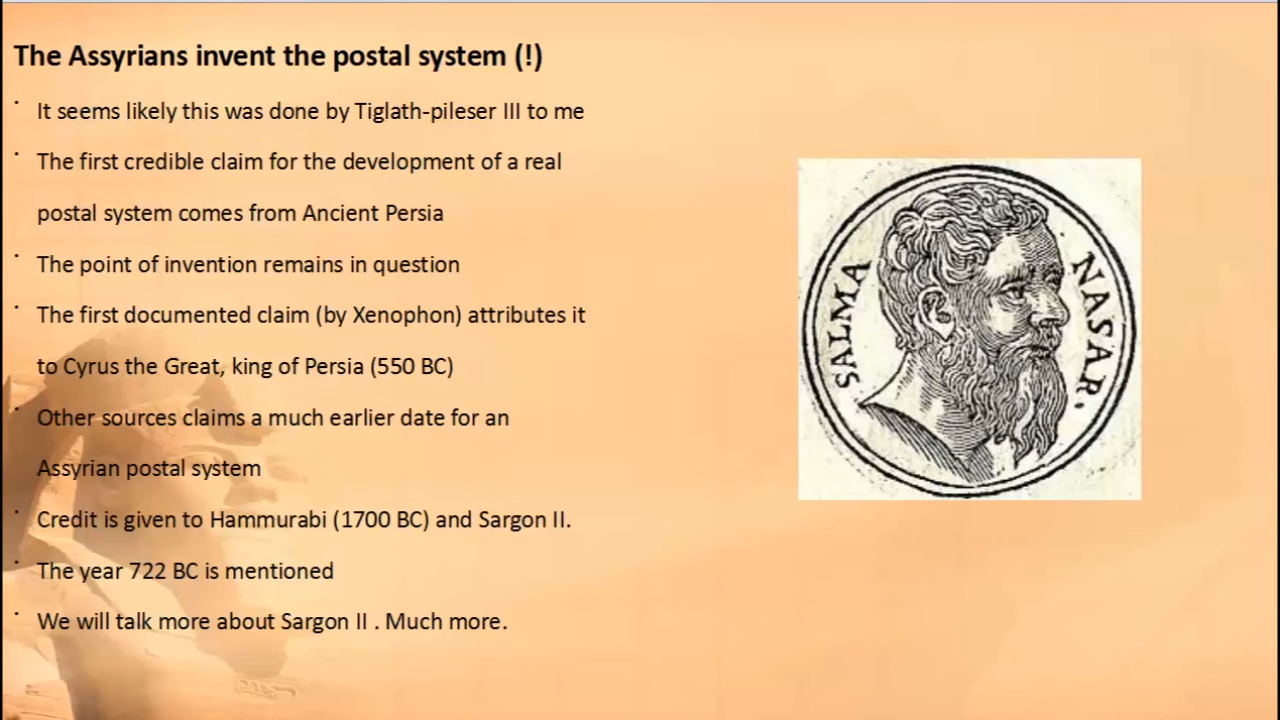 The Assyrians invent the postal system (!)
It seems likely this was done by Tiglath-pileser III to me
The first credible claim for the development of a real
postal system comes from Ancient Persia
The point of invention remains in question
The first documented claim (by Xenophon) attributes it
to Cyrus the Great, king of Persia (550 BC)
Other sources claims a much earlier date for an
Assyrian postal system
Credit is given to Hammurabi (1700 BC) and Sargon II.
The year 722 BC is mentioned
We will talk more about Sargon II . Much more.
SALMA NASAR.